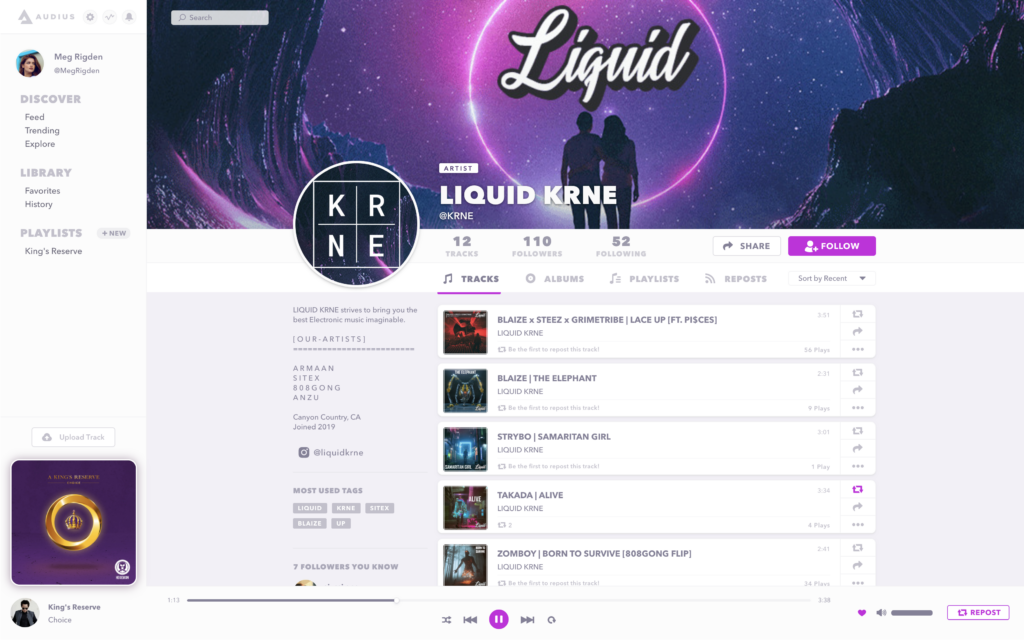 AUDIUS
Search
Meg Rigden
@MegRigden
DISCOVER
Feed
Trending
Explore
LIBRARY
Favorites
History
PLAYLISTS
+ NEW
King's Reserve
Upload Track
A KING'S RESERVE
King's Reserve
Choice
Liquid
ARTIST
LIQUID KRNE
@KRNE
K R
N E
12
TRACKS
110
FOLLOWERS
52
FOLLOWING
SHARE
FOLLOW
TRACKS
ALBUMS
PLAYLISTS
REPOSTS
Sort by Recent
LIQUID KRNE strives to bring you the
best Electronic music imaginable.
[OUR-ARTISTS]
=========================
ARMAAN
SITEX
808GONG
ANZU
Canyon Country, CA
Joined 2019
@liquidkrne
MOST USED TAGS
LIQUID KRNE SITEX
BLAIZE UP
7 FOLLOWERS YOU KNOW
BLAIZE x STEEZ x GRIMETRIBE | LACE UP [FT. PI$CES]
3:51
LIQUID KRNE
Be the first to repost this track!
56 Plays
THE ELEPHANT
BLAIZE | THE ELEPHANT
2:31
LIQUID KRNE
Be the first to repost this track!
9 Plays
SAMARITAN GIRL
Liquid
STRYBO | SAMARITAN GIRL
3:01
LIQUID KRNE
Be the first to repost this track!
1 Play
ALIVE
Liquid
TAKADA | ALIVE
3:34
LIQUID KRNE
2
4 Plays
ZOMBOY | BORN TO SURVIVE [808GONG FLIP]
2:41
LIQUID KRNE
Be the first to repost this track!
24 Plays
1:13
3:38
REPOST